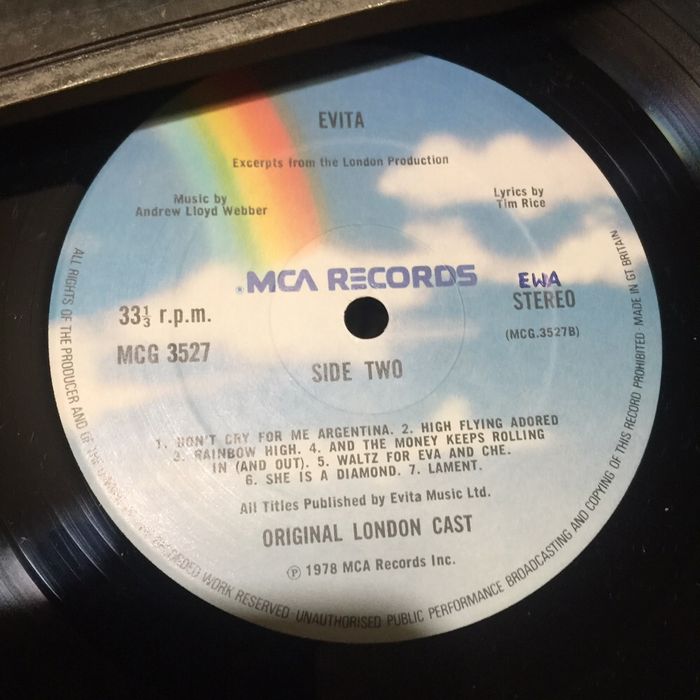 EVITA
Excerpts from the London Production
Music by
Andrew Lloyd Webber
Lyrics by
Tim Rice
MCA RECORDS
EWA
STEREO
33⅓ r.p.m.
MCG 3527
(MCG.3527B)
SIDE TWO
1. DON'T CRY FOR ME ARGENTINA. 2. HIGH FLYING ADORED
3. RAINBOW HIGH. 4. AND THE MONEY KEEPS ROLLING
IN (AND OUT). 5. WALTZ FOR EVA AND CHE.
6. SHE IS A DIAMOND. 7. LAMENT.
All Titles Published by Evita Music Ltd.
ORIGINAL LONDON CAST
Ⓟ 1978 MCA Records Inc.
ALL RIGHTS OF THE PRODUCER AND OF THE WORK RESERVED UNAUTHORISED PUBLIC PERFORMANCE BROADCASTING AND COPYING OF THIS RECORD PROHIBITED MADE IN GT BRITAIN